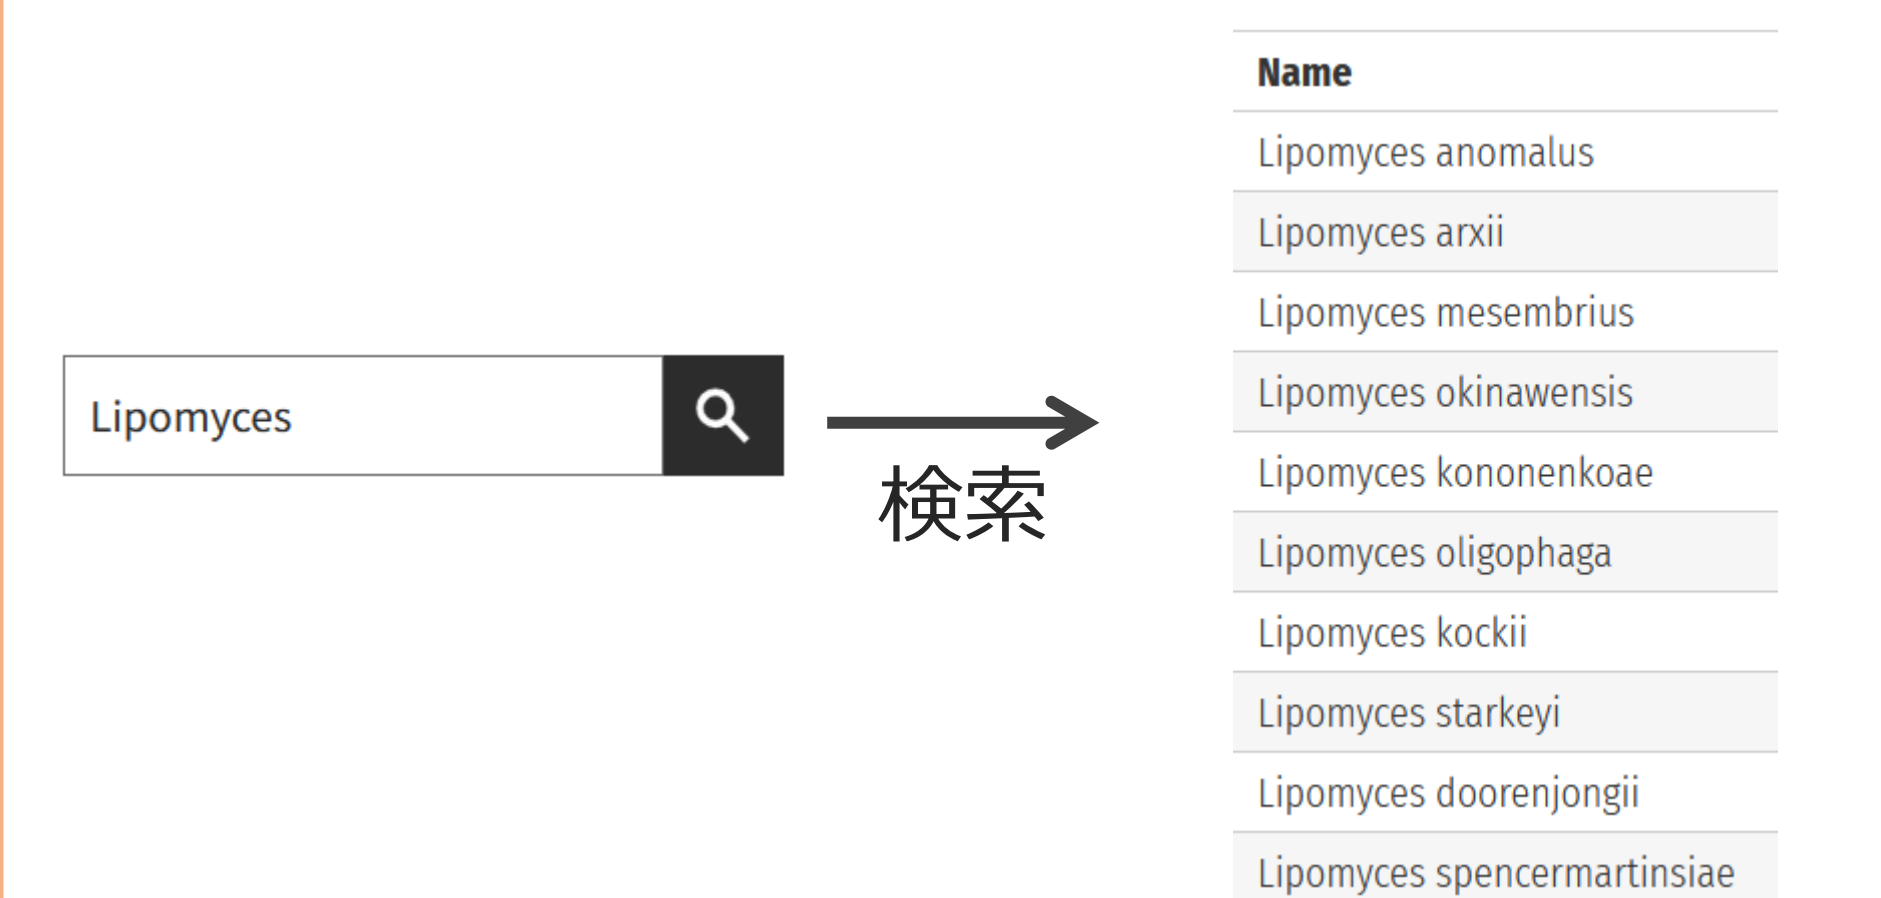 Lipomyces
検索
Name
Lipomyces anomalus
Lipomyces arxii
Lipomyces mesembrius
Lipomyces okinawensis
Lipomyces kononenkoae
Lipomyces oligophaga
Lipomyces kockii
Lipomyces starkeyi
Lipomyces doorenjongii
Lipomyces spencermartinsiae